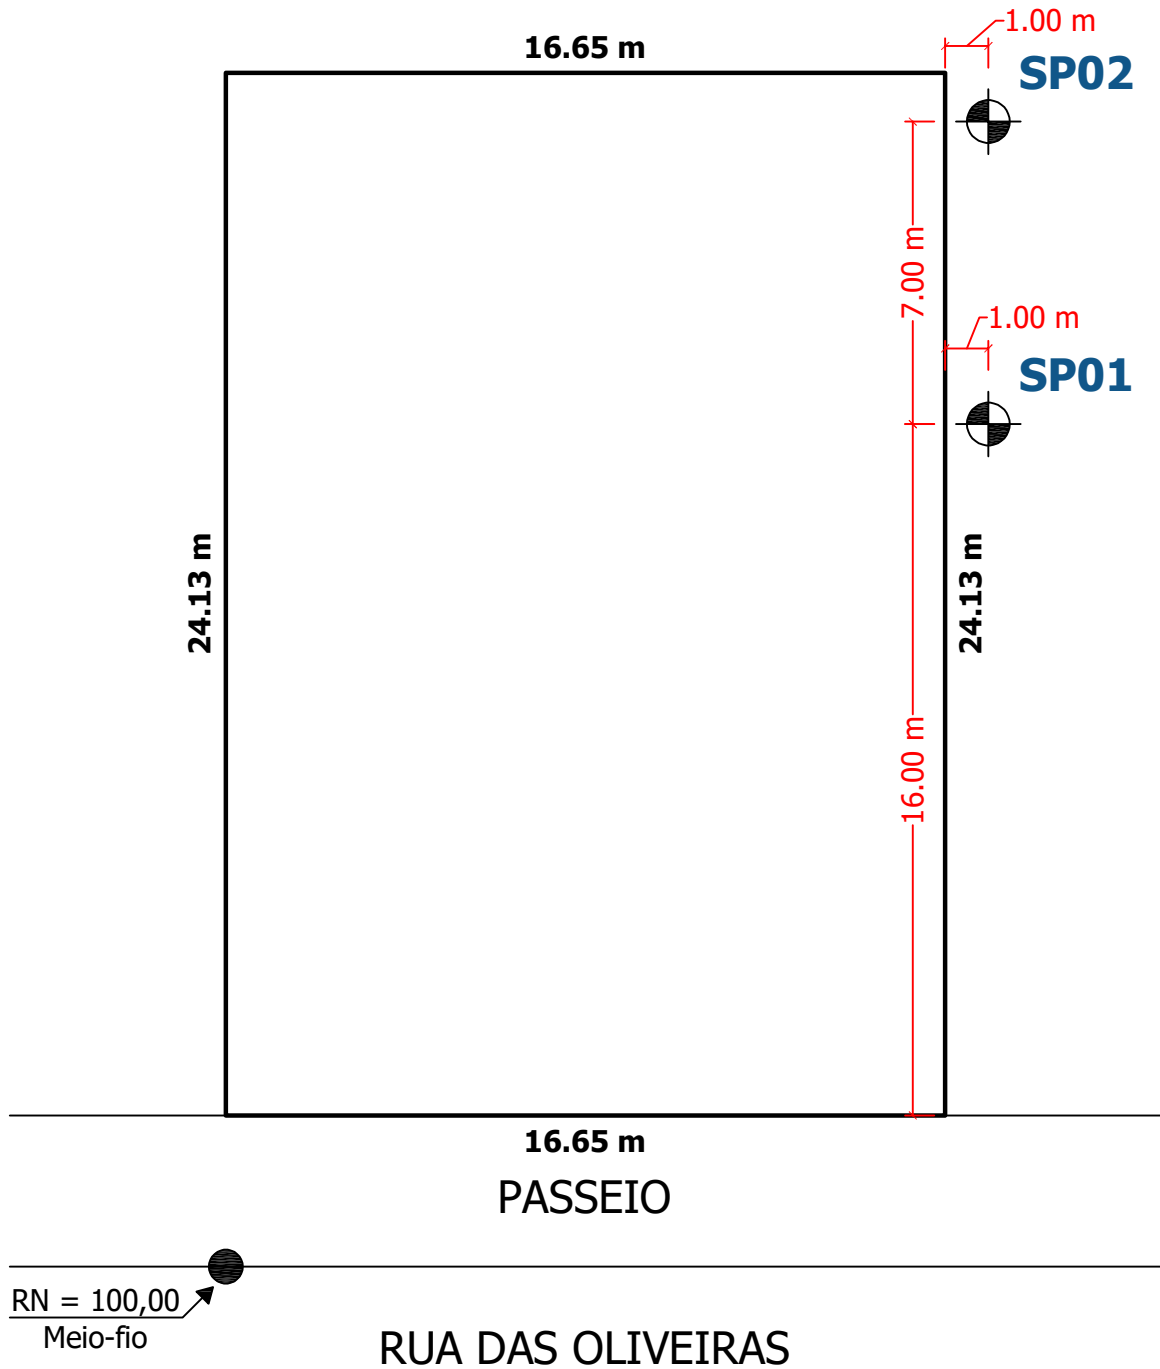 1.00 m
16.65 m
SP02
7.00 m
1.00 m
SP01
24.13 m
24.13 m
16.00 m
16.65 m
PASSEIO
RN = 100,00
Meio-fio
RUA DAS OLIVEIRAS